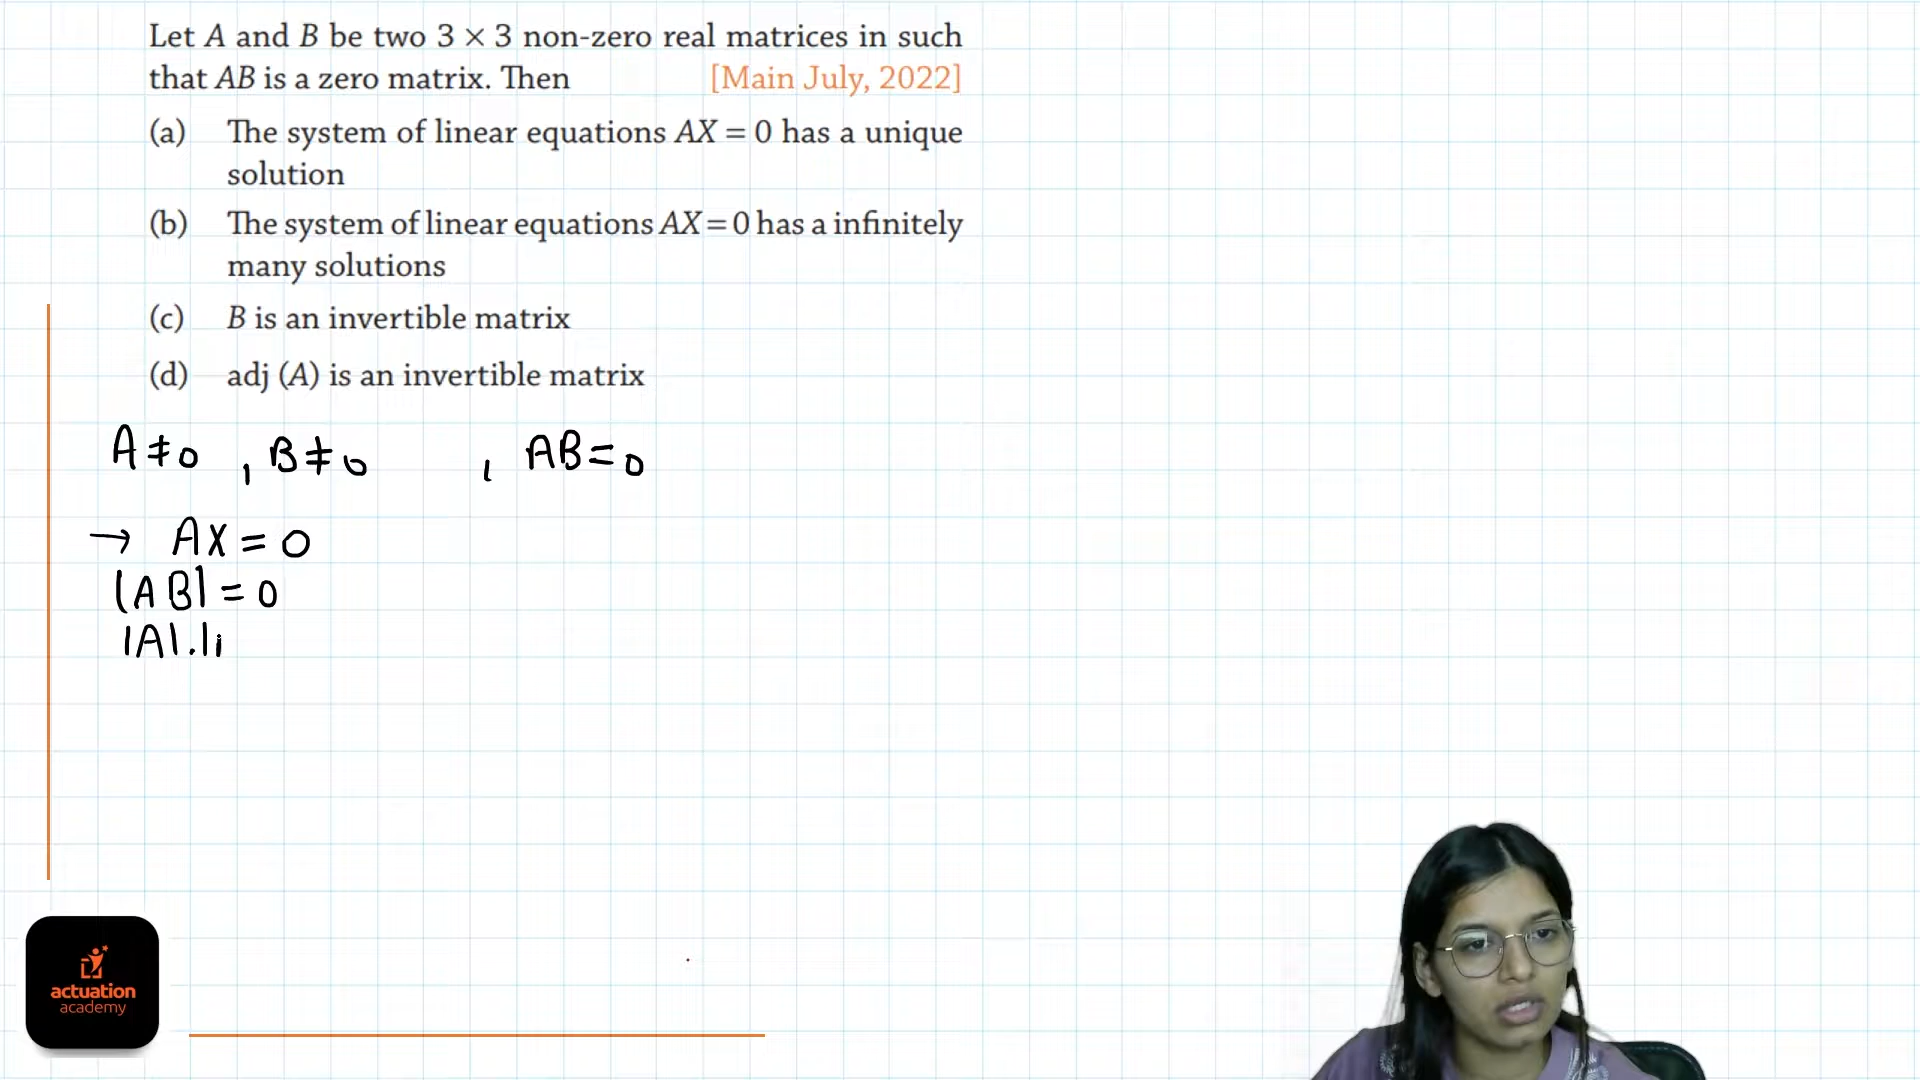 Let A and B be two 3 × 3 non-zero real matrices in such
that AB is a zero matrix. Then [Main July, 2022]
(a) The system of linear equations AX = 0 has a unique
solution
(b) The system of linear equations AX = 0 has a infinitely
many solutions
(c) B is an invertible matrix
(d) adj (A) is an invertible matrix
A ≠ 0 , B ≠ 0 , AB = 0
→ AX = 0
|AB| = 0
|A|.|
actuation
academy